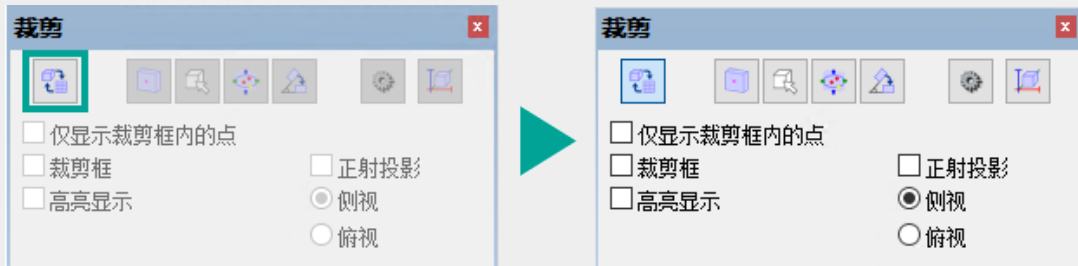 裁剪
仅显示裁剪框内的点
裁剪框
正射投影
高亮显示
侧视
俯视
裁剪
仅显示裁剪框内的点
裁剪框
正射投影
高亮显示
侧视
俯视